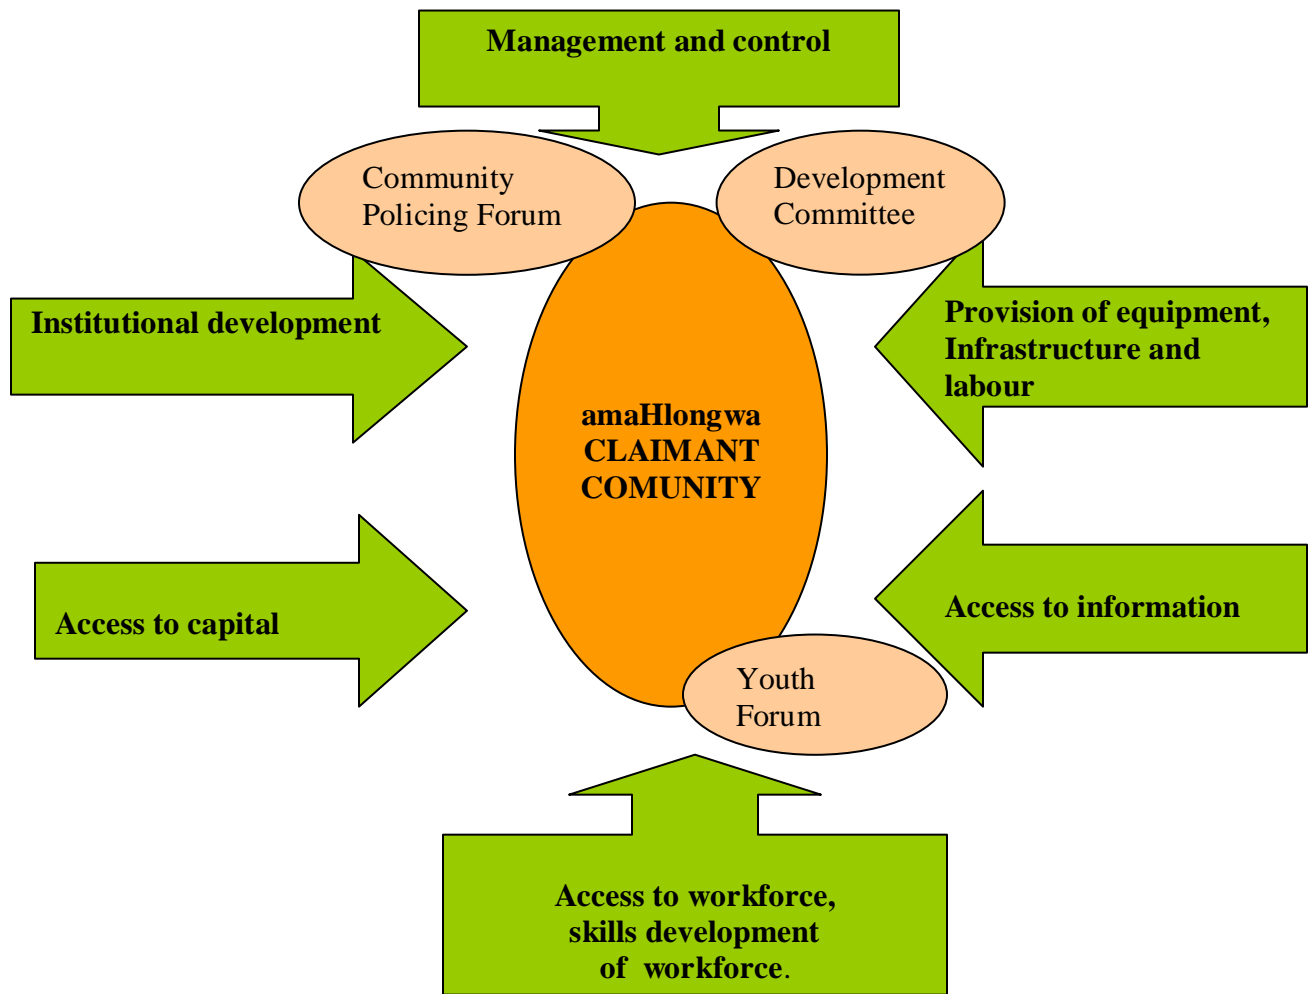 Management and control
Community
Policing Forum
Development
Committee
Institutional development
Provision of equipment,
Infrastructure and
labour
amaHlongwa
CLAIMANT
COMUNITY
Access to capital
Access to information
Youth
Forum
Access to workforce,
skills development
of workforce.